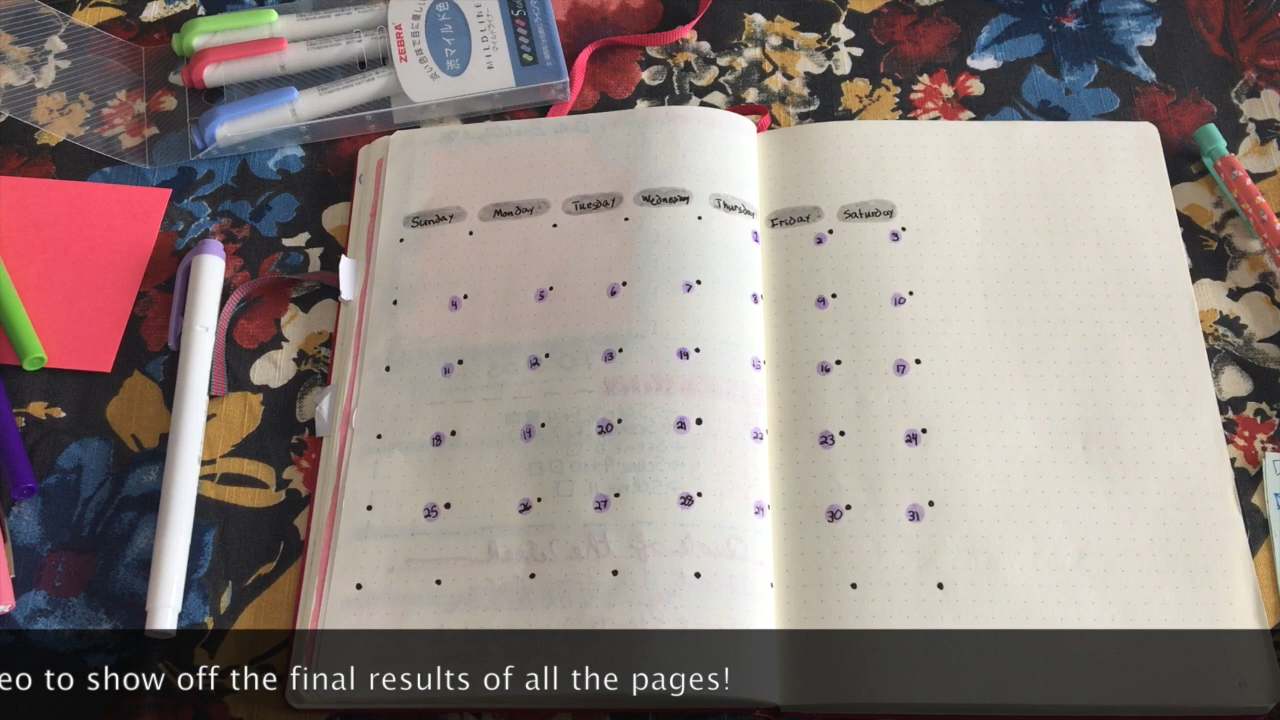 ZEBRA
MILDLINER
Sunday Monday Tuesday Wednesday Thursday Friday Saturday
1 2 3
4 5 6 7 8 9 10
11 12 13 14 15 16 17
18 19 20 21 22 23 24
25 26 27 28 29 30 31
eo to show off the final results of all the pages!